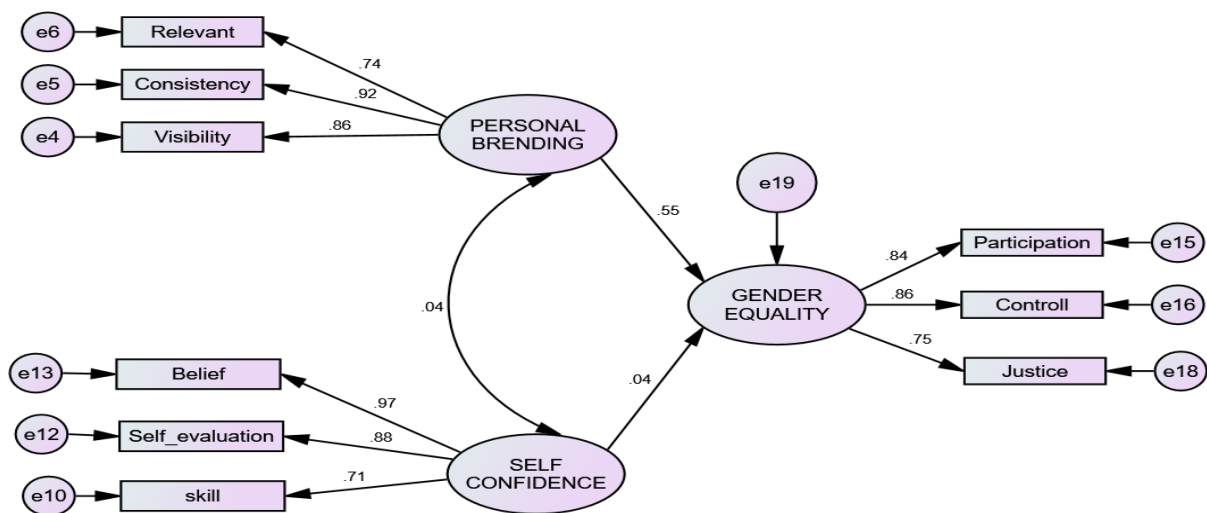 e6
Relevant
.74
e5
Consistency
.92
e4
Visibility
.86
PERSONAL
BRENDING
e19
.55
.84
Participation
e15
GENDER
EQUALITY
.86
Controll
e16
.75
Justice
e18
.04
.04
e13
Belief
.97
e12
Self_evaluation
.88
SELF
CONFIDENCE
.71
e10
skill